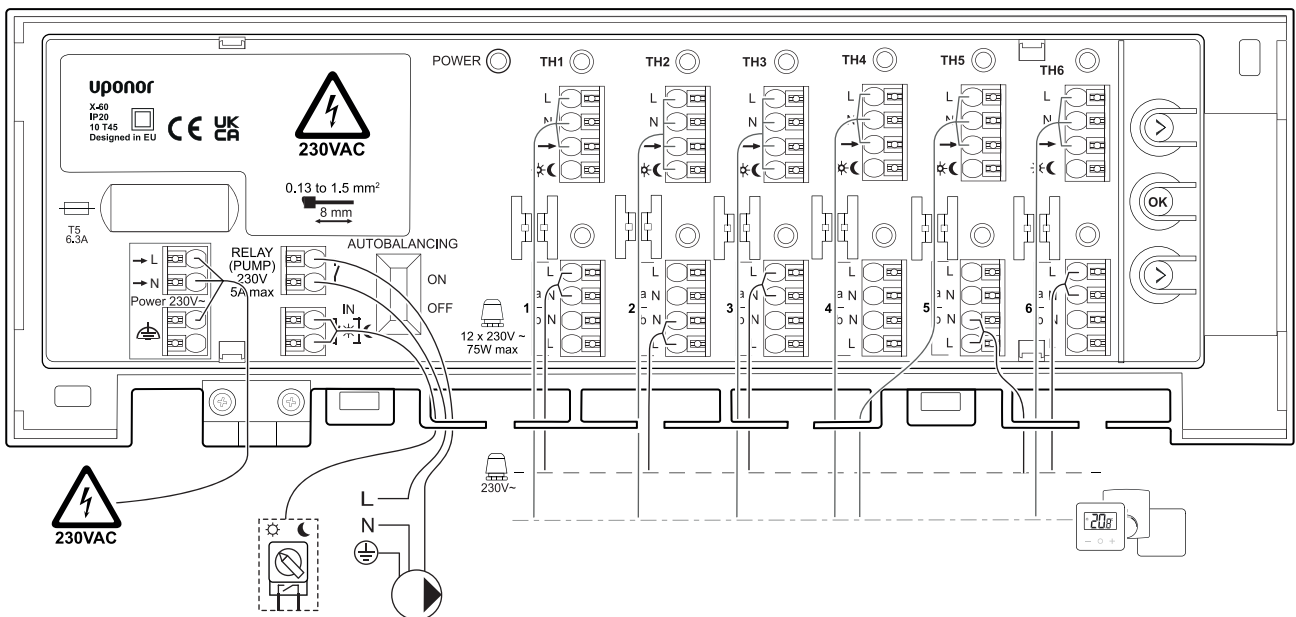 uponor
X-60
IP20
10 T45
Designed in EU
CE UK CA
230VAC
0.13 to 1.5 mm²
8 mm
T5
6.3A
→ L
→ N
Power 230V~
RELAY
(PUMP)
230V
5A max
IN
AUTOBALANCING
ON
OFF
POWER
12 x 230V ~
75W max
TH1
L
N
TH2
L
N
TH3
L
N
TH4
L
N
TH5
L
N
TH6
L
N
1
L
a N
b N
L
2
L
a N
b N
L
3
L
a N
b N
L
4
L
a N
b N
L
5
L
a N
b N
L
6
L
a N
b N
L
OK
230VAC
L
N
230V~
20